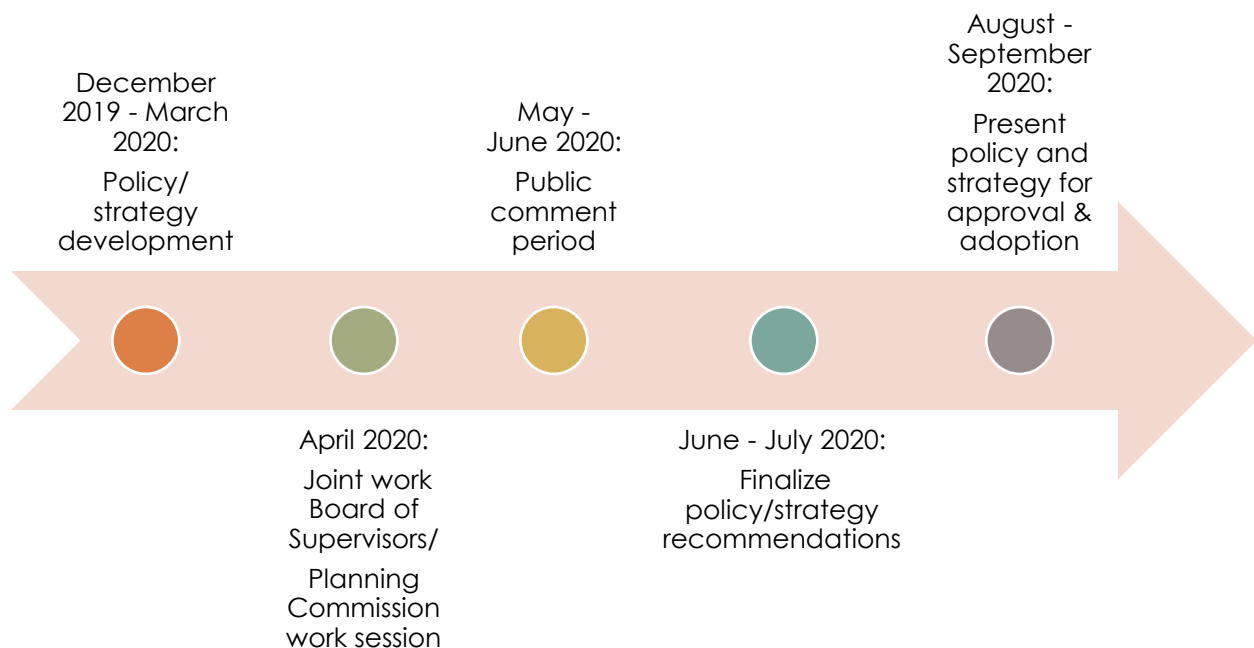 December
2019 - March
2020:
Policy/
strategy
development
April 2020:
Joint work
Board of
Supervisors/
Planning
Commission
work session
May -
June 2020:
Public
comment
period
June - July 2020:
Finalize
policy/strategy
recommendations
August -
September
2020:
Present
policy and
strategy for
approval &
adoption